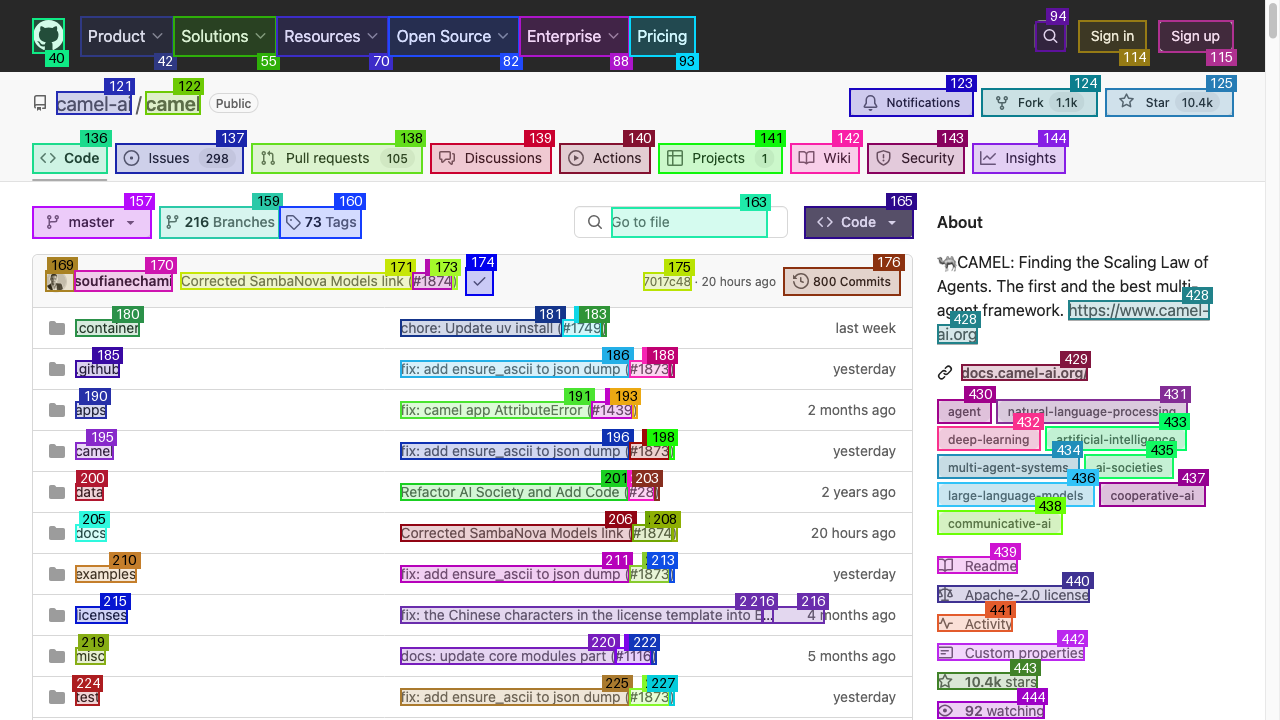 Product
Solutions
Resources
Open Source
Enterprise
Pricing
94
Sign in
Sign up
40
42
55
70
82
88
93
114
115
121
122
123
124
125
camel-ai / camel
Public
Notifications
Fork 1.1k
Star 10.4k
136
137
138
139
140
141
142
143
144
Code
Issues 298
Pull requests 105
Discussions
Actions
Projects 1
Wiki
Security
Insights
157
159
160
163
165
master
216 Branches
73 Tags
Go to file
Code
About
169
170
171
173
174
175
176
soufianechami
Corrected SambaNova Models link (#1874)
7017c48 · 20 hours ago
800 Commits
🐫CAMEL: Finding the Scaling Law of
Agents. The first and the best multi-
agent framework. https://www.camel-
ai.org
428
428
180
181
183
.container
chore: Update uv install (#1749)
last week
185
186
188
.github
fix: add ensure_ascii to json dump (#1873)
yesterday
190
191
193
apps
fix: camel app AttributeError (#1439)
2 months ago
195
196
198
camel
fix: add ensure_ascii to json dump (#1873)
yesterday
200
201
203
data
Refactor AI Society and Add Code (#28)
2 years ago
205
206
208
docs
Corrected SambaNova Models link (#1874)
20 hours ago
210
211
213
examples
fix: add ensure_ascii to json dump (#1873)
yesterday
215
216
216
licenses
fix: the Chinese characters in the license template into E…
4 months ago
219
220
222
misc
docs: update core modules part (#1116)
5 months ago
224
225
227
test
fix: add ensure_ascii to json dump (#1873)
yesterday
429
docs.camel-ai.org/
430
431
agent
natural-language-processing
432
433
deep-learning
artificial-intelligence
434
435
multi-agent-systems
ai-societies
436
437
large-language-models
cooperative-ai
438
communicative-ai
439
Readme
440
Apache-2.0 license
441
Activity
442
Custom properties
443
10.4k stars
444
92 watching